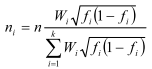 n_i = n \frac{W_i \sqrt{f_i(1-f_i)}}{\sum_{i=1}^{k} W_i \sqrt{f_i(1-f_i)}}